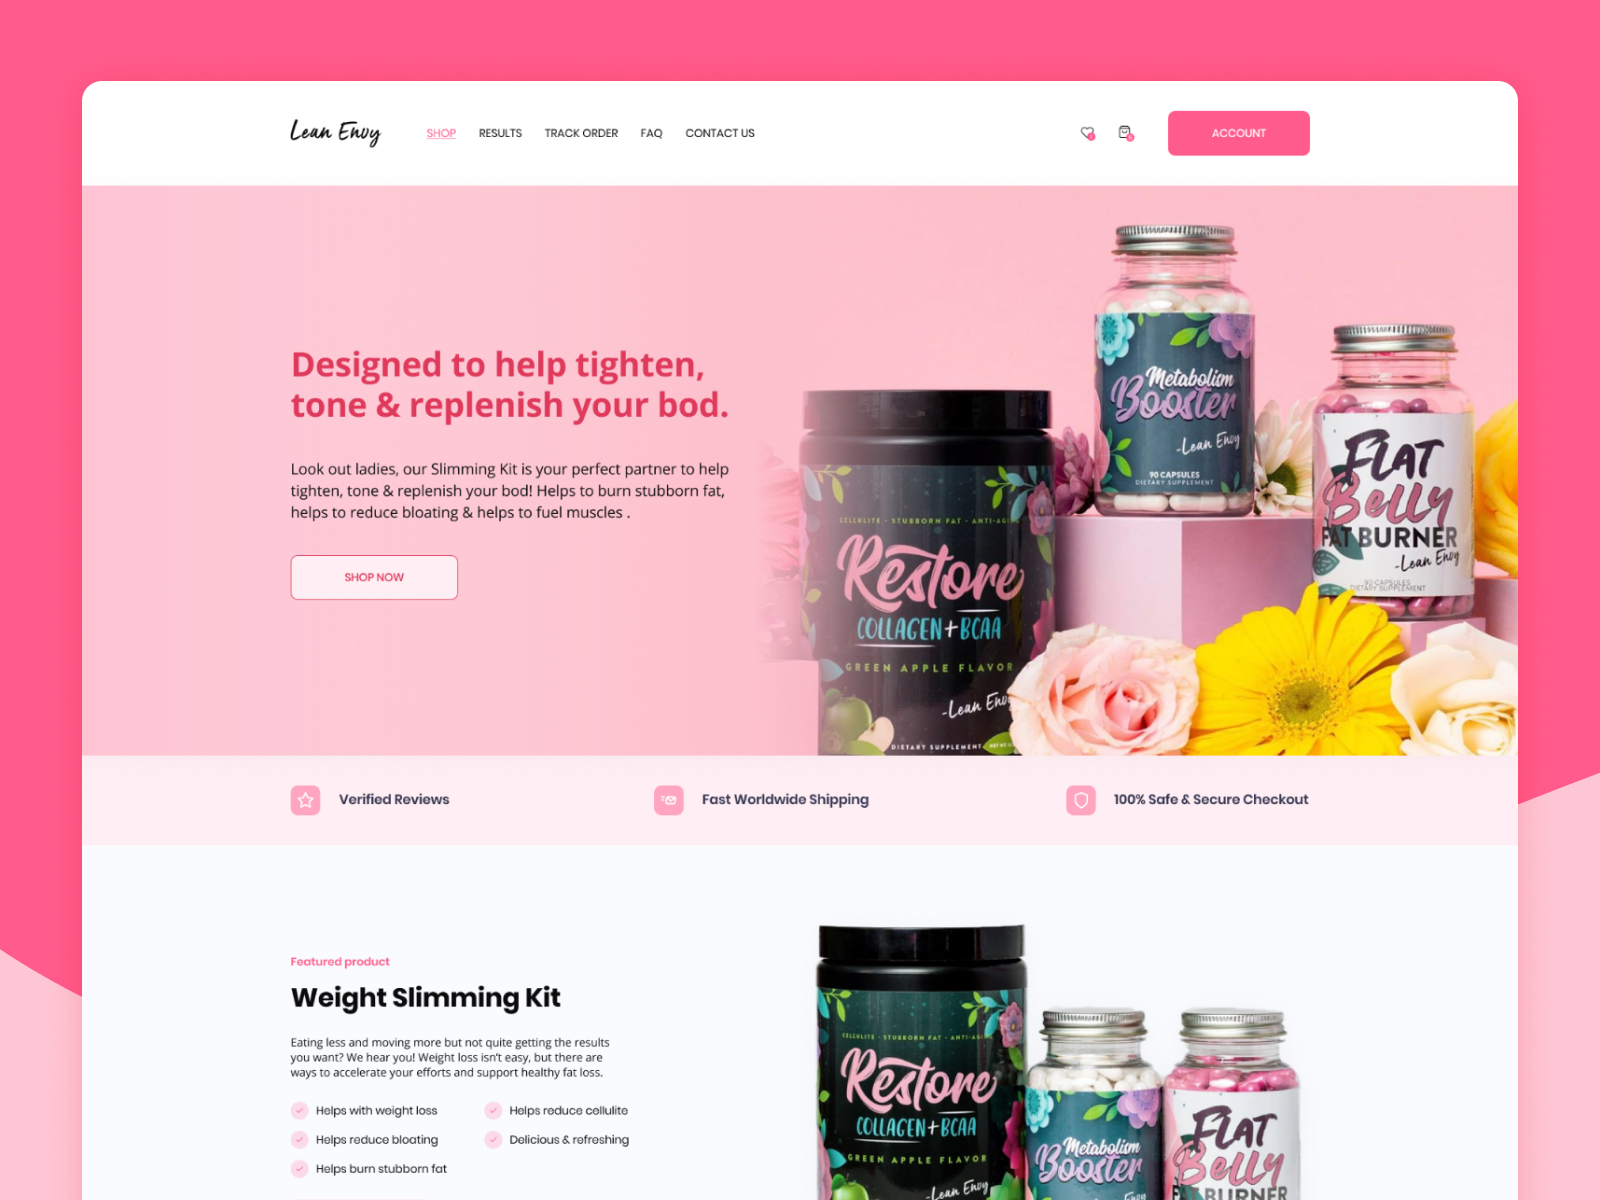 Lean Envy
SHOP
RESULTS
TRACK ORDER
FAQ
CONTACT US
ACCOUNT
Designed to help tighten,
tone & replenish your bod.
Look out ladies, our Slimming Kit is your perfect partner to help
tighten, tone & replenish your bod! Helps to burn stubborn fat,
helps to reduce bloating & helps to fuel muscles .
SHOP NOW
CELLULITE · STUBBORN FAT · ANTI-AGING
Restore
COLLAGEN+BCAA
GREEN APPLE FLAVOR
-Lean Envy
DIETARY SUPPLEMENT
Metabolism
Booster
-Lean Envy
90 CAPSULES
DIETARY SUPPLEMENT
FLAT
Belly
FAT BURNER
-Lean Envy
90 CAPSULES
DIETARY SUPPLEMENT
Verified Reviews
Fast Worldwide Shipping
100% Safe & Secure Checkout
Featured product
Weight Slimming Kit
Eating less and moving more but not quite getting the results
you want? We hear you! Weight loss isn't easy, but there are
ways to accelerate your efforts and support healthy fat loss.
Helps with weight loss
Helps reduce cellulite
Helps reduce bloating
Delicious & refreshing
Helps burn stubborn fat
CELLULITE · STUBBORN FAT · ANTI-AGING
Restore
COLLAGEN+BCAA
GREEN APPLE FLAVOR
-Lean Envy
Metabolism
Booster
FLAT
Belly
FAT BURNER